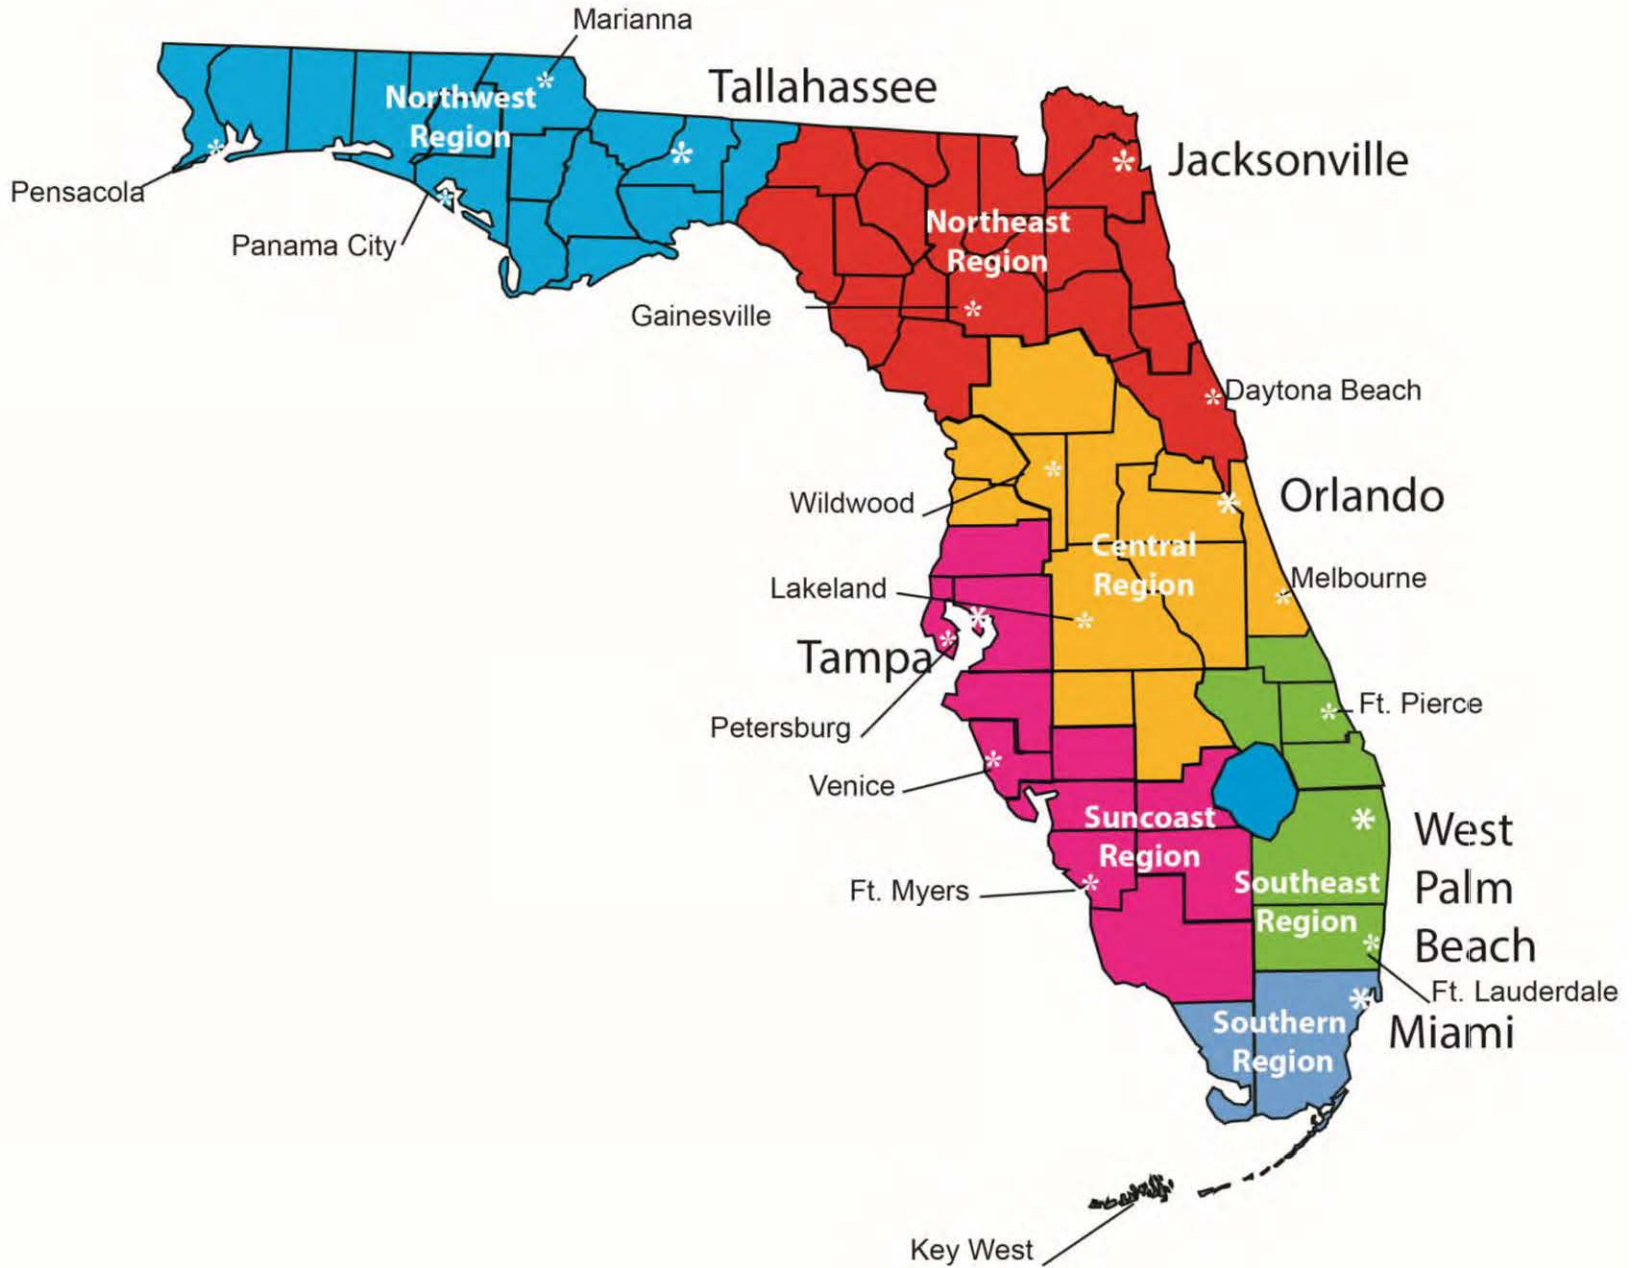 Marianna
Tallahassee
Northwest
Region
Jacksonville
Pensacola
Panama City
Northeast
Region
Gainesville
Daytona Beach
Orlando
Wildwood
Central
Region
Melbourne
Lakeland
Tampa
Petersburg
Ft. Pierce
Venice
Suncoast
Region
West
Palm
Beach
Ft. Myers
Southeast
Region
Ft. Lauderdale
Miami
Southern
Region
Key West